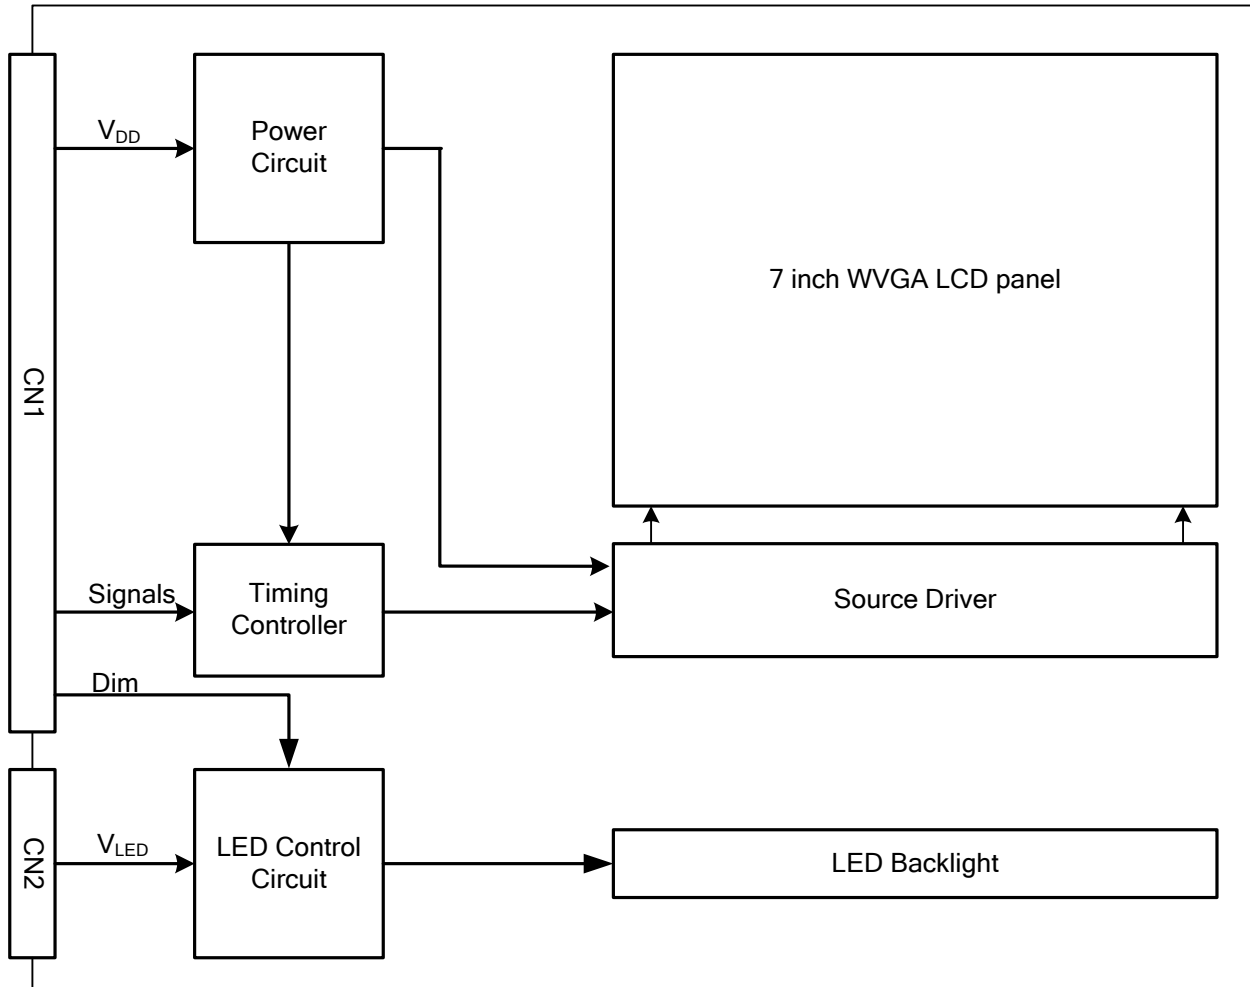 V_DD
Power
Circuit
7 inch WVGA LCD panel
CN1
Signals
Timing
Controller
Source Driver
Dim
CN2
V_LED
LED Control
Circuit
LED Backlight